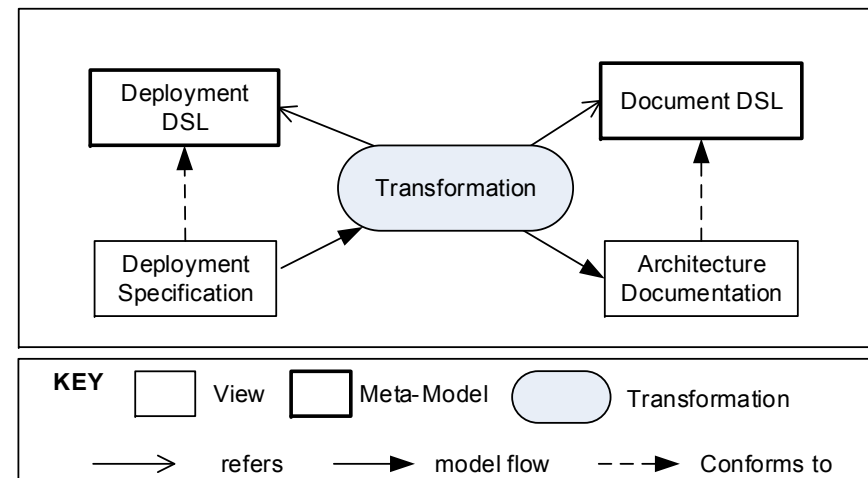 Deployment
DSL
Document DSL
Transformation
Deployment
Specification
Architecture
Documentation
KEY
View
Meta-Model
Transformation
refers
model flow
Conforms to